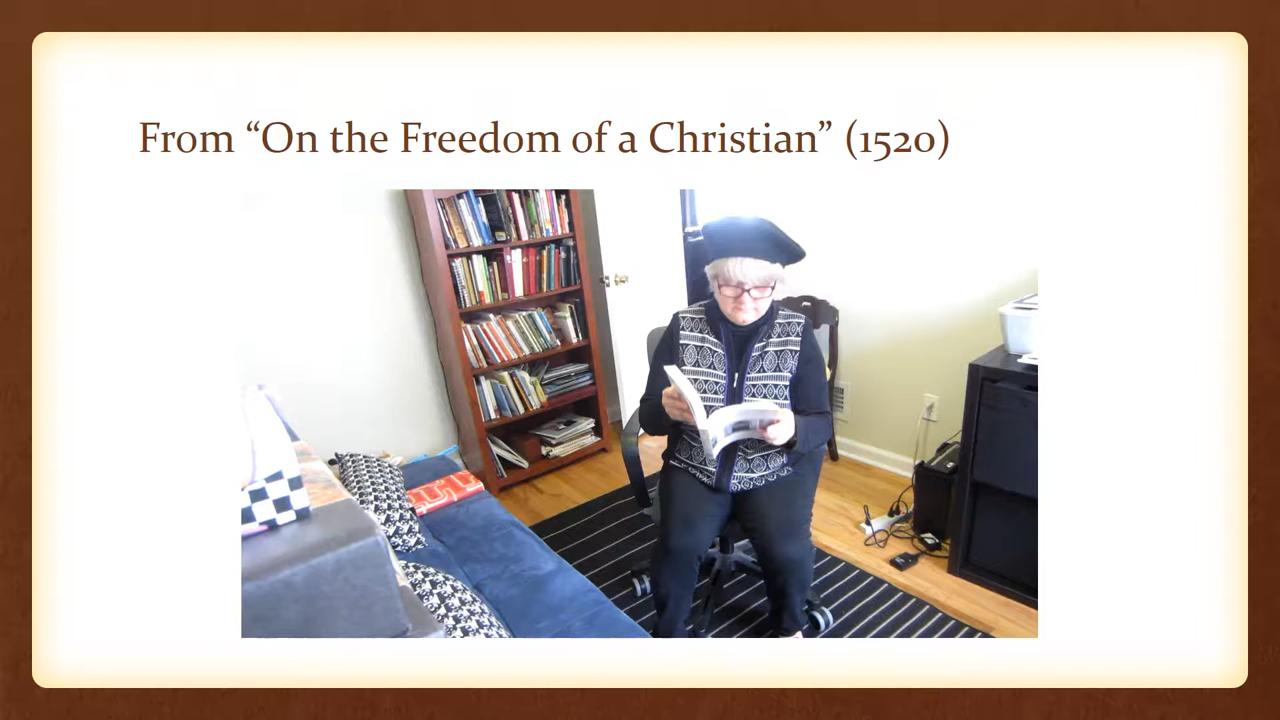 From “On the Freedom of a Christian” (1520)